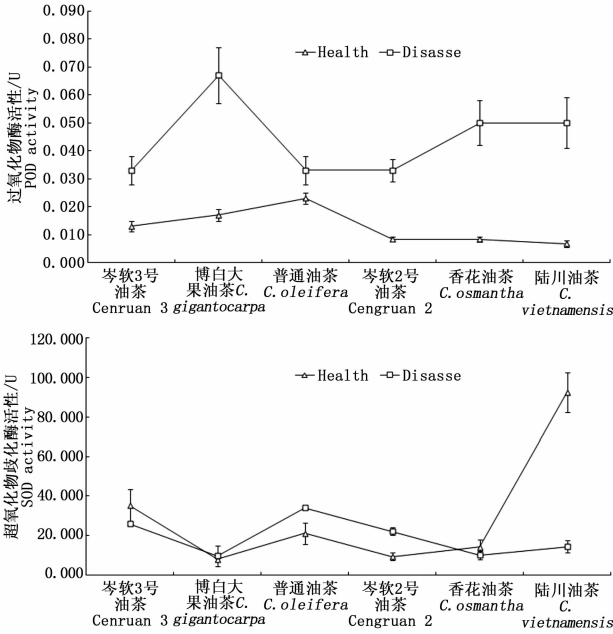 过氧化物酶活性/U
POD activity
0.090
0.080
0.070
0.060
0.050
0.040
0.030
0.020
0.010
0.000
Health Disasse
岑软3号 博白大 普通油茶 岑软2号 香花油茶 陆川油茶
油茶 果油茶C. C.oleifera 油茶 C.osmantha C.
Cenruan 3 gigantocarpa Cengruan 2 vietnamensis
超氧化物歧化酶活性/U
SOD activity
120.000
100.000
80.000
60.000
40.000
20.000
0.000
Health Disasse
岑软3号 博白大 普通油茶 岑软2号 香花油茶 陆川油茶
油茶 果油茶C. C.oleifera 油茶 C.osmantha C.
Cenruan 3 gigantocarpa Cengruan 2 vietnamensis